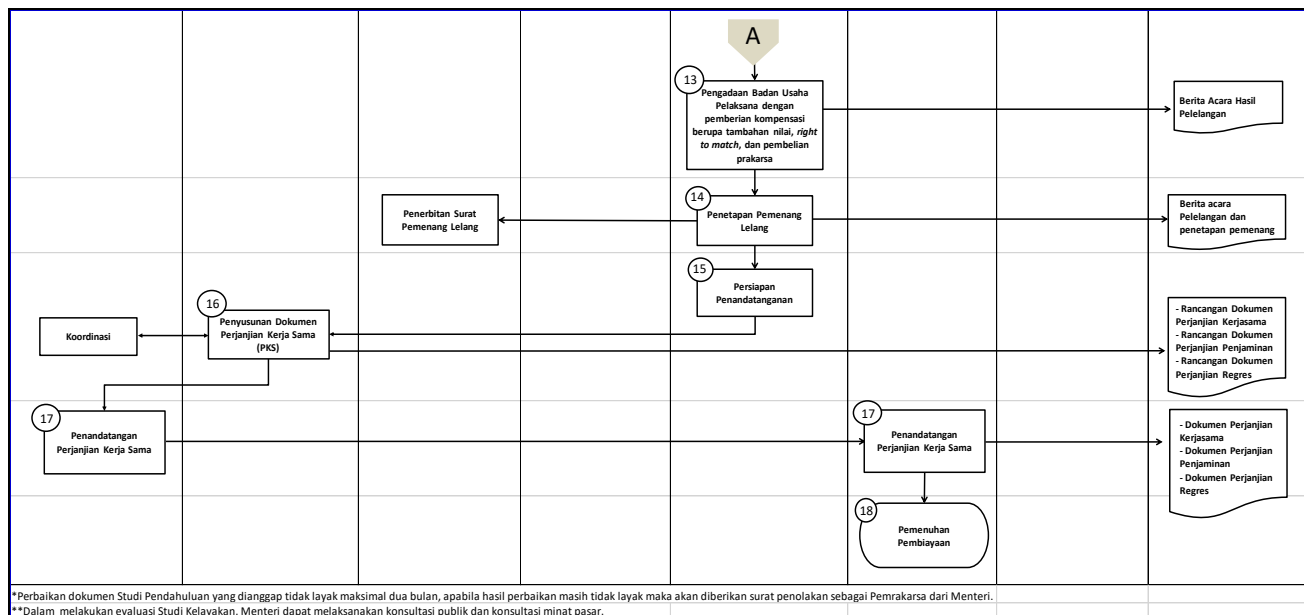 A
13
Pengadaan Badan Usaha
Pelaksana dengan
pemberian kompensasi
berupa tambahan nilai, right
to match, dan pembelian
prakarsa
Berita Acara Hasil
Pelelangan
14
Penerbitan Surat
Pemenang Lelang
Penetapan Pemenang
Lelang
Berita acara
Pelelangan dan
penetapan pemenang
15
Persiapan
Penandatanganan
16
Koordinasi
Penyusunan Dokumen
Perjanjian Kerja Sama
(PKS)
- Rancangan Dokumen
Perjanjian Kerjasama
- Rancangan Dokumen
Perjanjian Penjaminan
- Rancangan Dokumen
Perjanjian Regres
17
Penandatangan
Perjanjian Kerja Sama
17
Penandatangan
Perjanjian Kerja Sama
- Dokumen Perjanjian
Kerjasama
- Dokumen Perjanjian
Penjaminan
- Dokumen Perjanjian
Regres
18
Pemenuhan
Pembiayaan
*Perbaikan dokumen Studi Pendahuluan yang dianggap tidak layak maksimal dua bulan, apabila hasil perbaikan masih tidak layak maka akan diberikan surat penolakan sebagai Pemrakarsa dari Menteri.
**Dalam melakukan evaluasi Studi Kelayakan, Menteri dapat melaksanakan konsultasi publik dan konsultasi minat pasar.